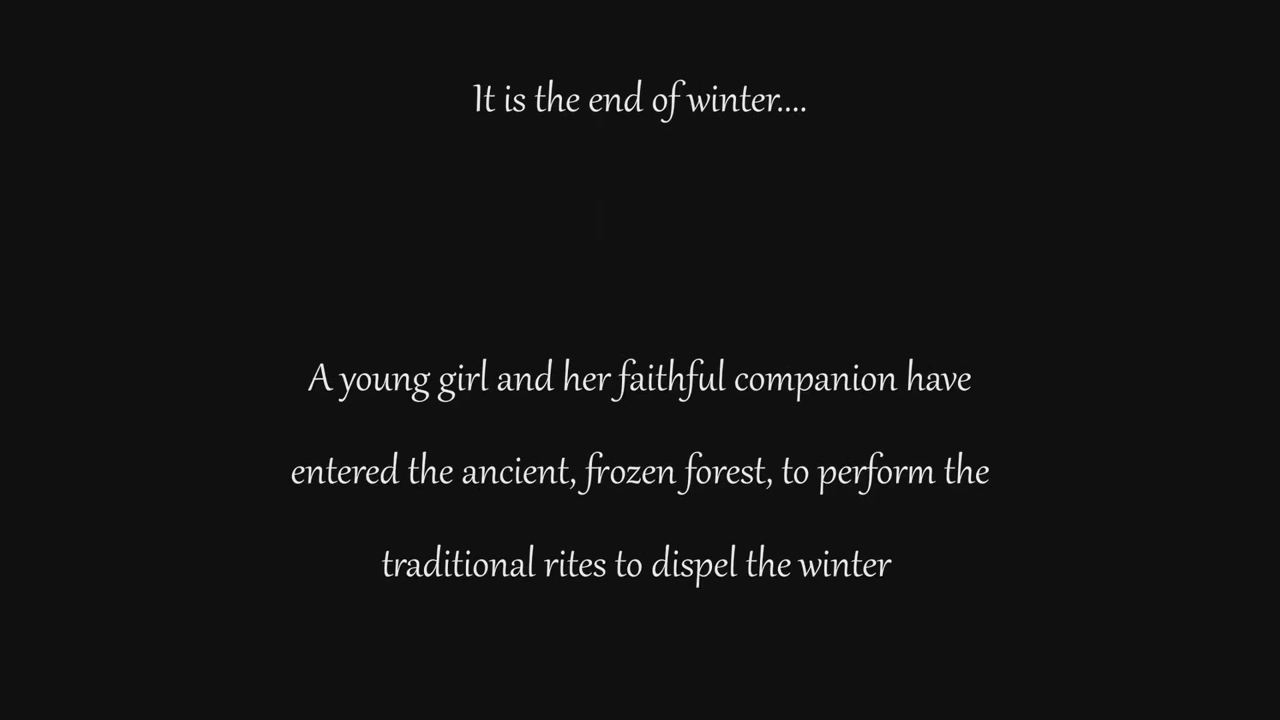 It is the end of winter....
A young girl and her faithful companion have
entered the ancient, frozen forest, to perform the
traditional rites to dispel the winter